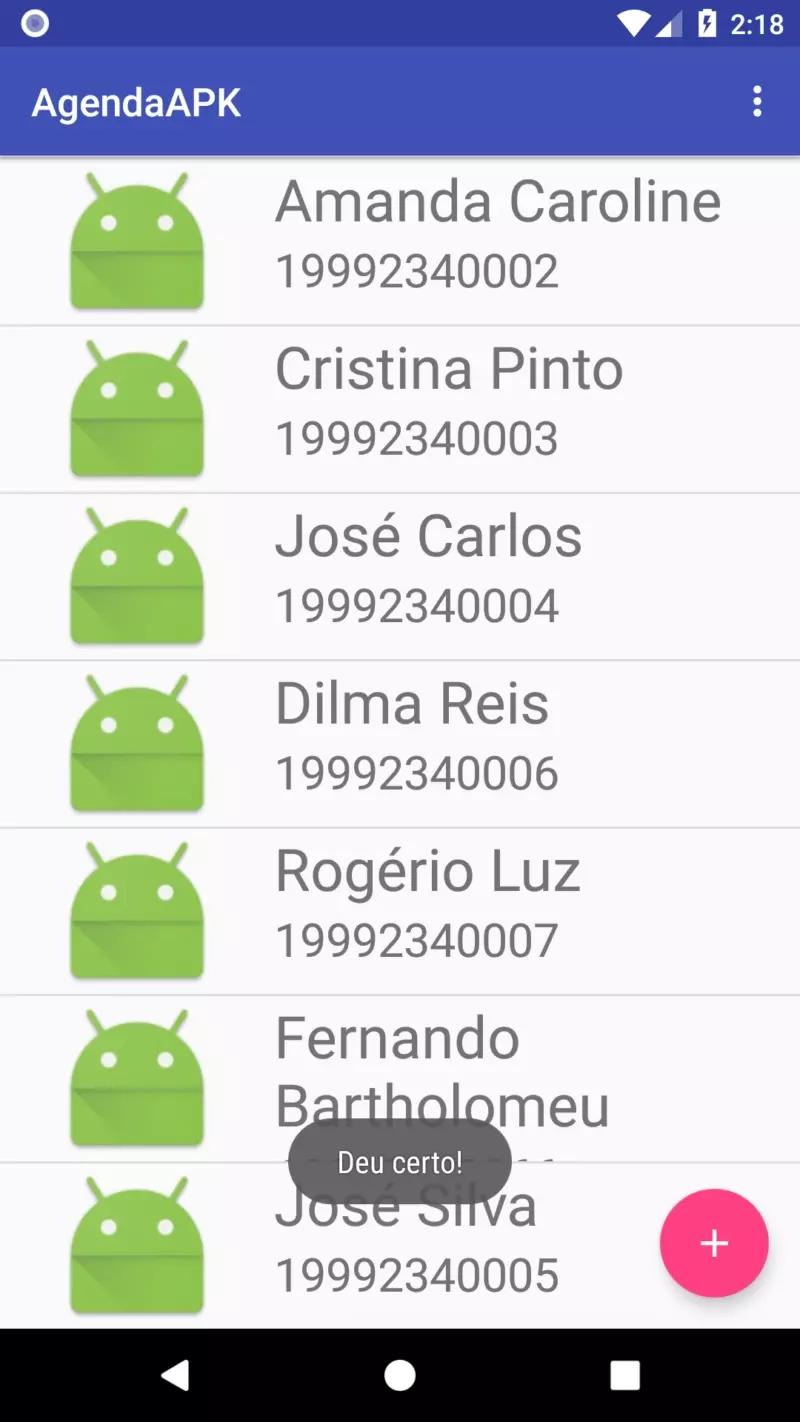 2:18
AgendaAPK
Amanda Caroline
19992340002
Cristina Pinto
19992340003
José Carlos
19992340004
Dilma Reis
19992340006
Rogério Luz
19992340007
Fernando
Bartholomeu
Deu certo!
José Silva
19992340005
+